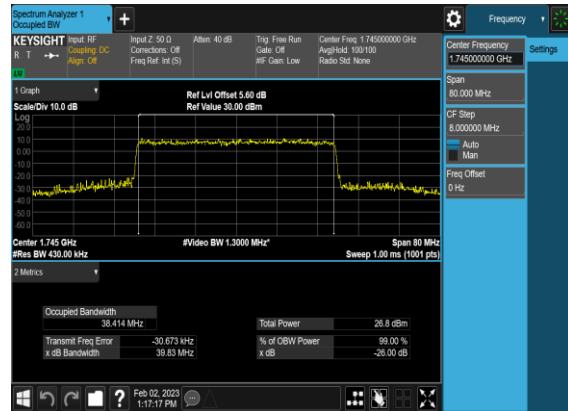 Spectrum Analyzer 1
Occupied BW
+
Frequency
KEYSIGHT
R T
LW
Input: RF
Coupling: DC
Align: Off
Input Z: 50 Ω
Corrections: Off
Freq Ref: Int (S)
Atten: 40 dB
Trig: Free Run
Gate: Off
#IF Gain: Low
Center Freq: 1.745000000 GHz
Avg|Hold: 100/100
Radio Std: None
Center Frequency
1.745000000 GHz
Settings
Span
80.000 MHz
CF Step
8.000000 MHz
Auto
Man
Freq Offset
0 Hz
1 Graph
Scale/Div 10.0 dB
Ref Lvl Offset 5.60 dB
Ref Value 30.00 dBm
Log
20.0
10.0
0.00
-10.0
-20.0
-30.0
-40.0
-50.0
-60.0
Center 1.745 GHz
#Res BW 430.00 kHz
#Video BW 1.3000 MHz*
Span 80 MHz
Sweep 1.00 ms (1001 pts)
2 Metrics
Occupied Bandwidth
38.414 MHz
Total Power 26.8 dBm
Transmit Freq Error -30.673 kHz
% of OBW Power 99.00 %
x dB Bandwidth 39.83 MHz
x dB -26.00 dB
?
Feb 02, 2023
1:17:17 PM